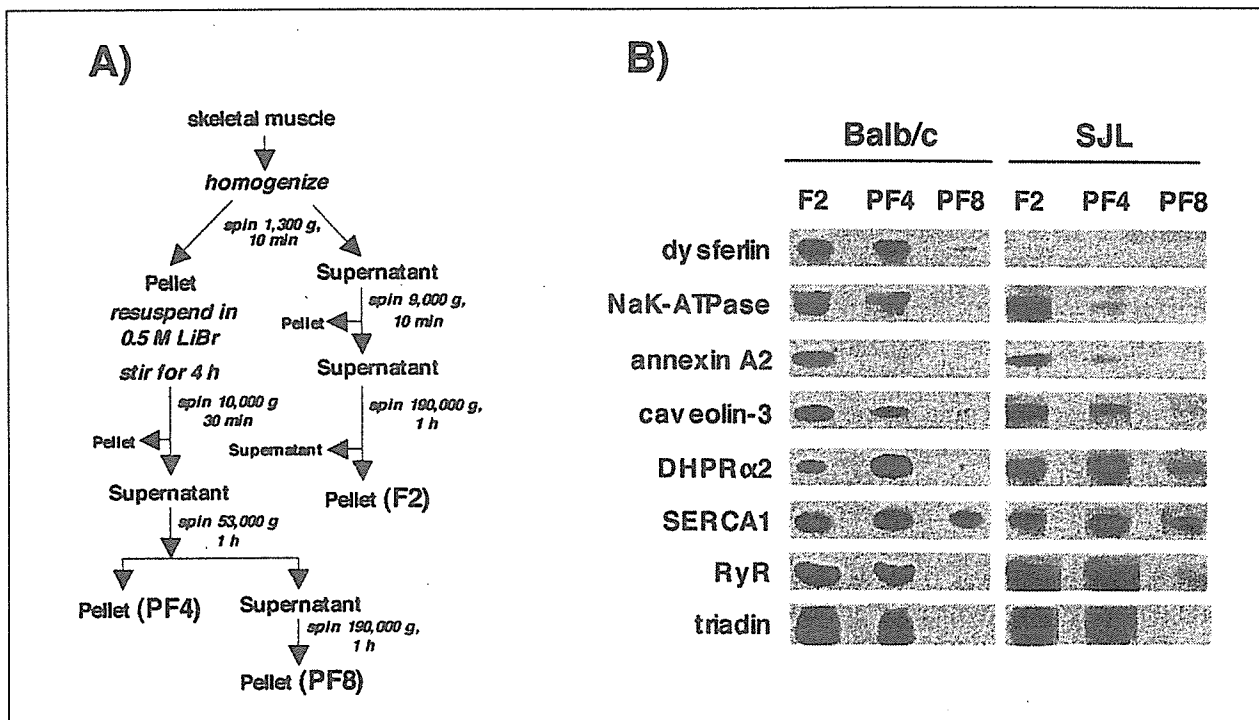 A)
skeletal muscle
homogenize
spin 1,300 g,
10 min
Pellet
resuspend in
0.5 M LiBr
stir for 4 h
spin 10,000 g
30 min
Pellet
Supernatant
spin 53,000 g
1 h
Pellet (PF4)
Supernatant
spin 190,000 g,
1 h
Pellet (PF8)
Supernatant
spin 9,000 g,
10 min
Pellet
Supernatant
spin 190,000 g,
1 h
Supernatant
Pellet (F2)
B)
Balb/c SJL
F2 PF4 PF8 F2 PF4 PF8
dysferlin
NaK-ATPase
annexin A2
caveolin-3
DHPRα2
SERCA1
RyR
triadin